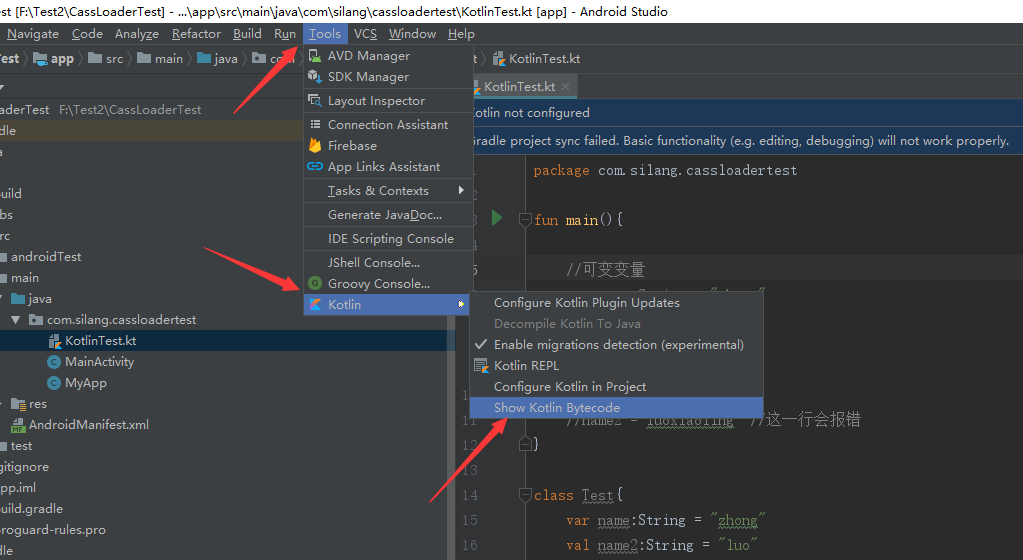 est [F:\Test2\CassLoaderTest] - ...\app\src\main\java\com\silang\cassloadertest\KotlinTest.kt [app] - Android Studio
Navigate Code Analyze Refactor Build Run Tools VCS Window Help
est app src main java com KotlinTest.kt
AVD Manager
SDK Manager
Layout Inspector
Connection Assistant
Firebase
App Links Assistant
Tasks & Contexts
Generate JavaDoc...
IDE Scripting Console
JShell Console...
Groovy Console...
Kotlin
Configure Kotlin Plugin Updates
Decompile Kotlin To Java
Enable migrations detection (experimental)
Kotlin REPL
Configure Kotlin in Project
Show Kotlin Bytecode
aderTest F:\Test2\CassLoaderTest
dle
a
uild
bs
rc
androidTest
main
java
com.silang.cassloadertest
KotlinTest.kt
MainActivity
MyApp
res
AndroidManifest.xml
test
gitignore
pp.iml
uild.gradle
roguard-rules.pro
dle
KotlinTest.kt
otlin not configured
radle project sync failed. Basic functionality (e.g. editing, debugging) will not work properly.
package com.silang.cassloadertest
fun main(){
//可变变量
11 //name2 = luoxiaoling //这一行会报错
12 }
13
14 class Test{
15 var name:String = "zhong"
16 val name2:String = "luo"